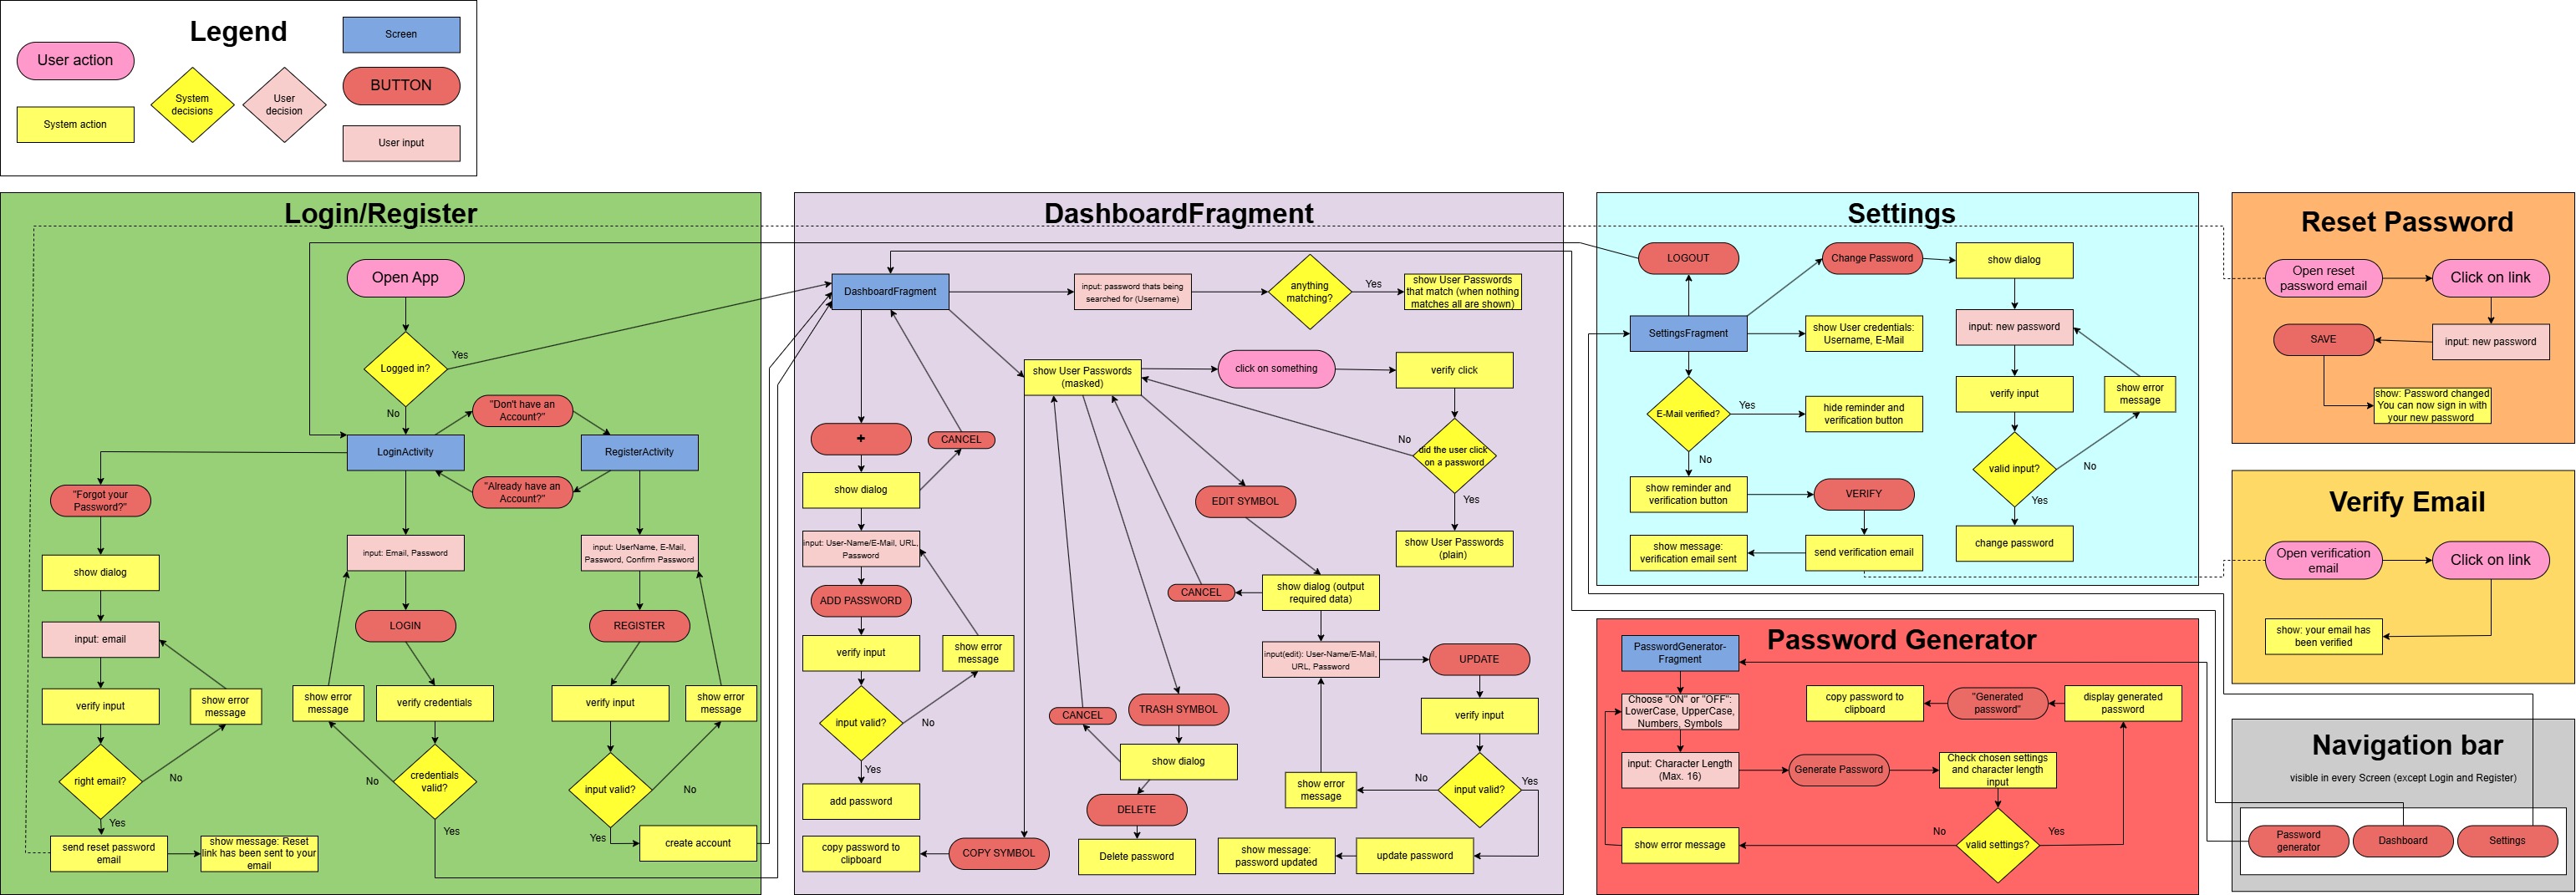 Legend
User action
System action
System
decisions
User
decision
Screen
BUTTON
User input
Login/Register
Open App
Logged in?
Yes
No
"Don't have an
Account?"
LoginActivity
RegisterActivity
"Already have an
Account?"
"Forgot your
Password?"
show dialog
input: email
verify input
show error
message
right email?
No
Yes
send reset password
email
show message: Reset
link has been sent to your
email
input: Email, Password
LOGIN
show error
message
verify credentials
credentials
valid?
No
Yes
input: UserName, E-Mail,
Password, Confirm Password
REGISTER
verify input
show error
message
input valid?
No
Yes
create account
DashboardFragment
DashboardFragment
input: password thats being
searched for (Username)
anything
matching?
Yes
show User Passwords
that match (when nothing
matches all are shown)
show User Passwords
(masked)
click on something
verify click
did the user click
on a password
No
Yes
show User Passwords
(plain)
+
CANCEL
show dialog
input: User-Name/E-Mail, URL,
Password
ADD PASSWORD
verify input
show error
message
input valid?
No
Yes
add password
copy password to
clipboard
COPY SYMBOL
EDIT SYMBOL
CANCEL
show dialog (output
required data)
input(edit): User-Name/E-Mail,
URL, Password
UPDATE
verify input
input valid?
No
Yes
show error
message
update password
show message:
password updated
CANCEL
TRASH SYMBOL
show dialog
DELETE
Delete password
Settings
LOGOUT
Change Password
show dialog
SettingsFragment
show User credentials:
Username, E-Mail
input: new password
E-Mail verified?
Yes
No
hide reminder and
verification button
verify input
show error
message
valid input?
No
Yes
change password
show reminder and
verification button
VERIFY
show message:
verification email sent
send verification email
Password Generator
PasswordGenerator-
Fragment
Choose "ON" or "OFF":
LowerCase, UpperCase,
Numbers, Symbols
input: Character Length
(Max. 16)
Generate Password
Check chosen settings
and character length
input
copy password to
clipboard
"Generated
password"
display generated
password
show error message
No
valid settings?
Yes
Reset Password
Open reset
password email
Click on link
SAVE
input: new password
show: Password changed
You can now sign in with
your new password
Verify Email
Open verification
email
Click on link
show: your email has
been verified
Navigation bar
visible in every Screen (except Login and Register)
Password
generator
Dashboard
Settings